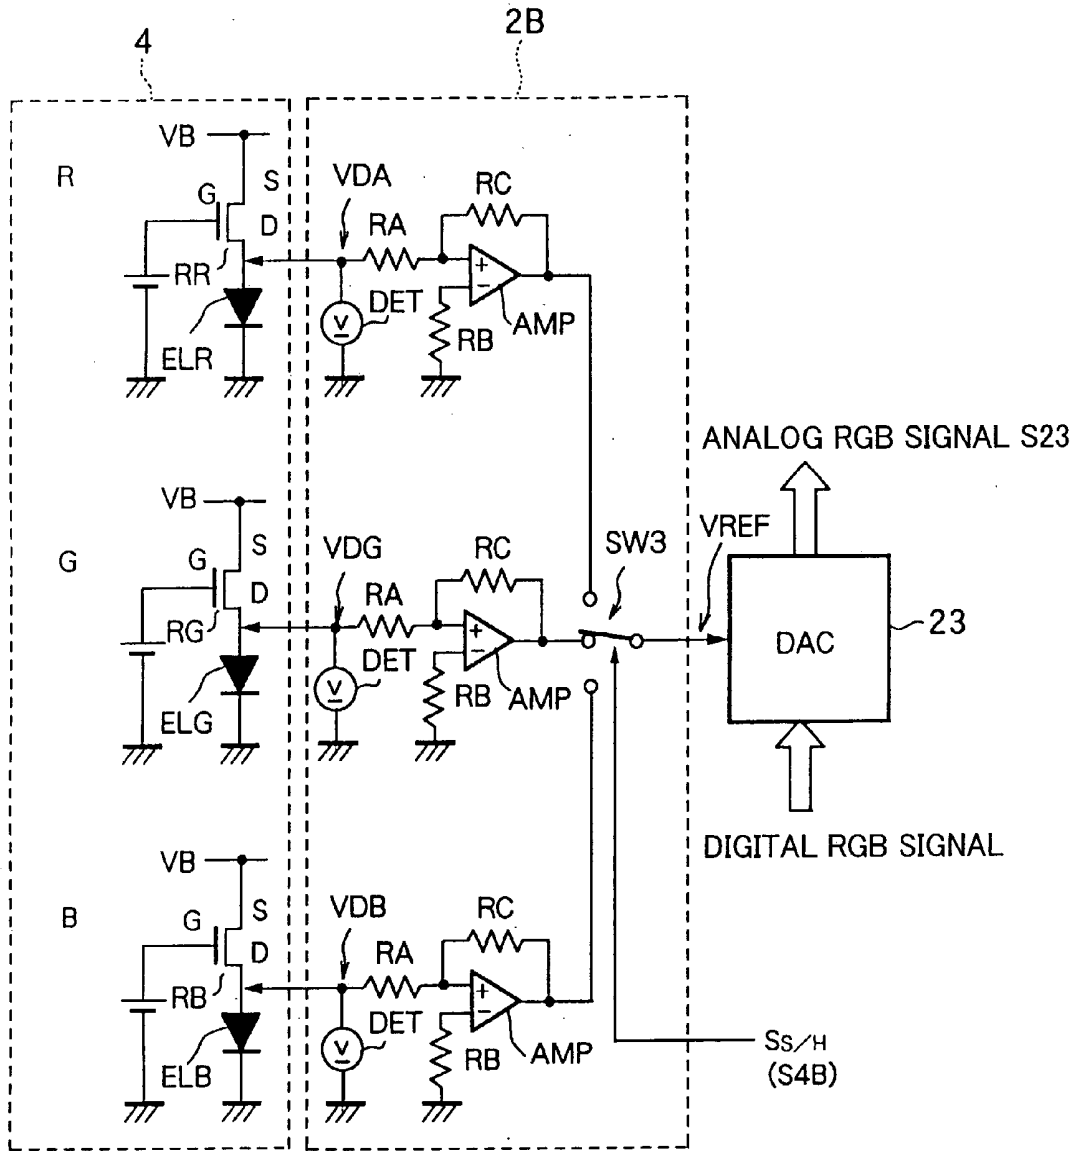 4
2B
VB
R
G
S
D
RR
ELR
VDA
RA
RC
+
−
DET
V
RB
AMP
ANALOG RGB SIGNAL S23
VB
G
G
S
D
RG
ELG
VDG
RA
RC
+
−
DET
V
RB
AMP
SW3
VREF
DAC
23
DIGITAL RGB SIGNAL
VB
B
G
S
D
RB
ELB
VDB
RA
RC
+
−
DET
V
RB
AMP
Ss/H
(S4B)